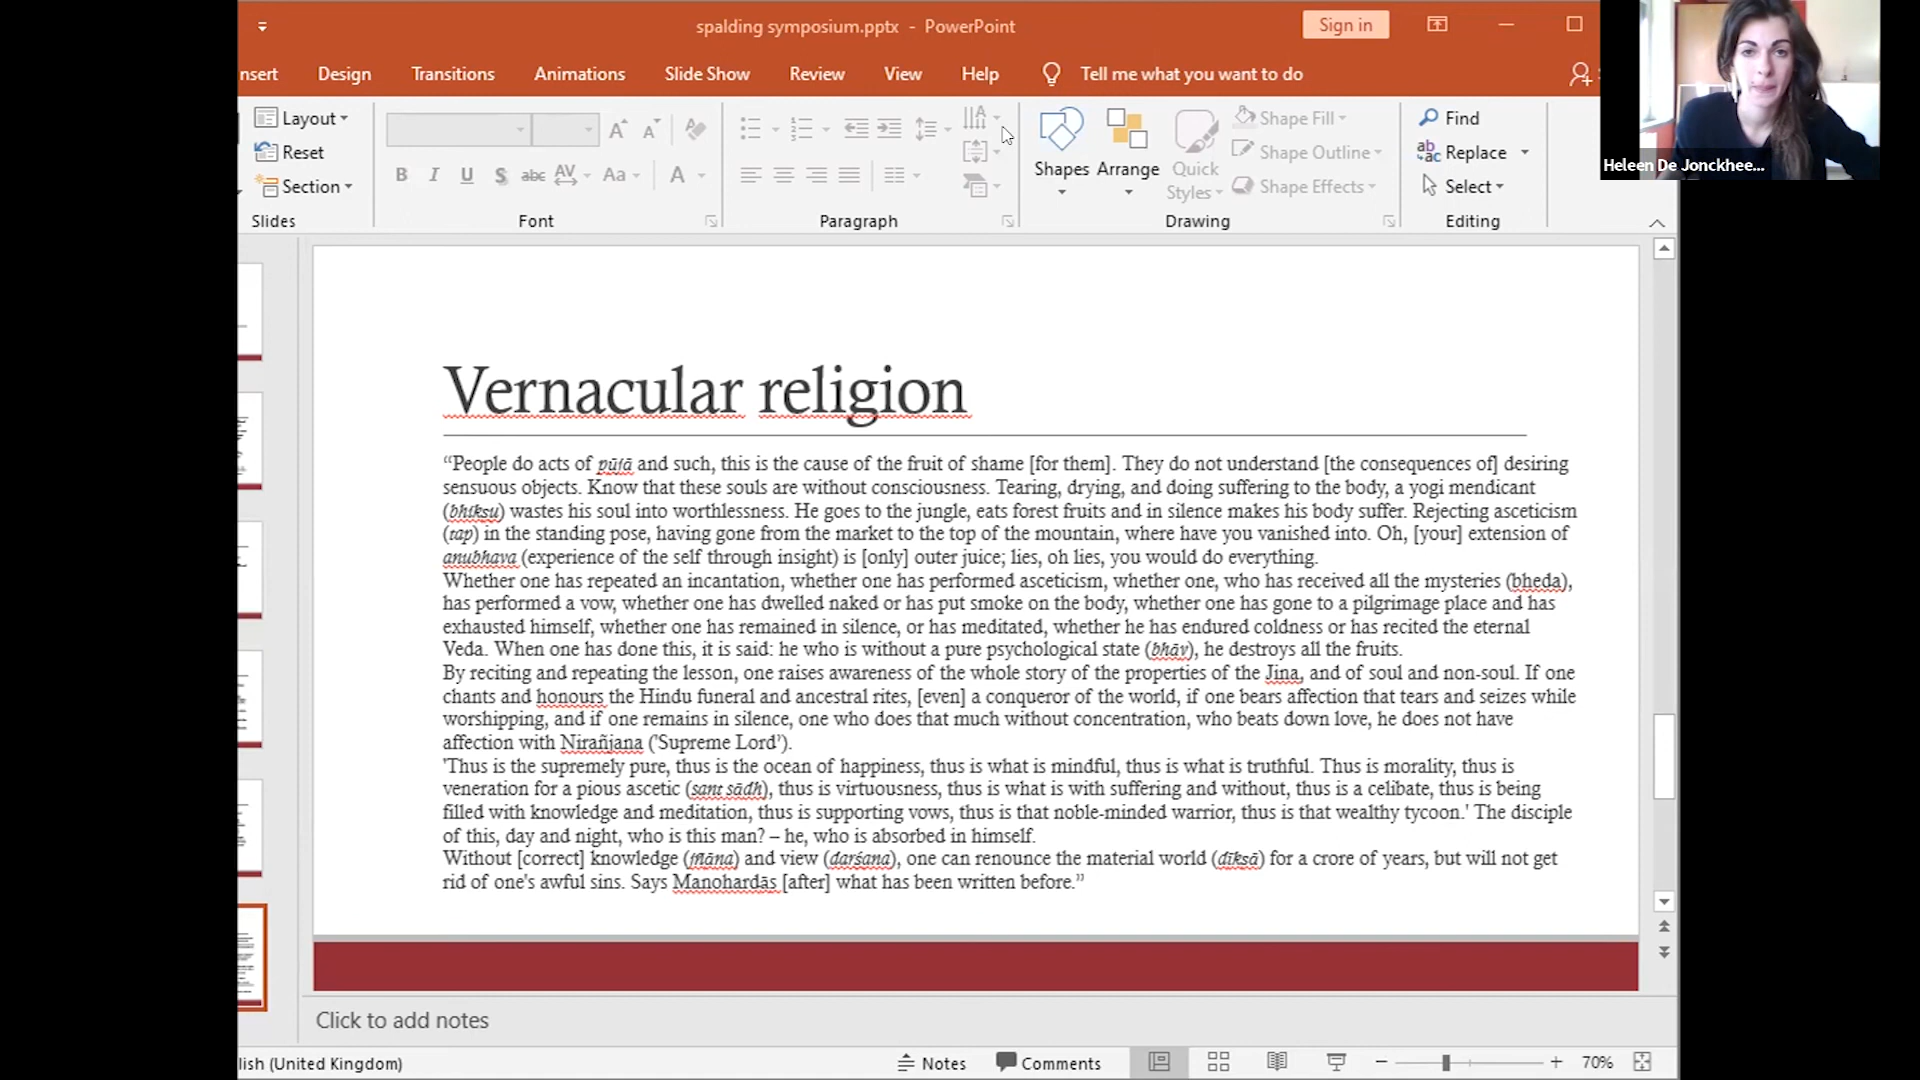 spalding symposium.pptx - PowerPoint
Sign in
nsert Design Transitions Animations Slide Show Review View Help Tell me what you want to do
Heleen De Jonckhee...
Layout
Reset
Section
Slides
B I U S abc AV Aa A
Font
Paragraph
Shapes
Arrange
Quick
Styles
Shape Fill
Shape Outline
Shape Effects
Drawing
Find
Replace
Select
Editing
Vernacular religion
“People do acts of pūjā and such, this is the cause of the fruit of shame [for them]. They do not understand [the consequences of] desiring
sensuous objects. Know that these souls are without consciousness. Tearing, drying, and doing suffering to the body, a yogi mendicant
(bhikṣu) wastes his soul into worthlessness. He goes to the jungle, eats forest fruits and in silence makes his body suffer. Rejecting asceticism
(tap) in the standing pose, having gone from the market to the top of the mountain, where have you vanished into. Oh, [your] extension of
anubhava (experience of the self through insight) is [only] outer juice; lies, oh lies, you would do everything.
Whether one has repeated an incantation, whether one has performed asceticism, whether one, who has received all the mysteries (bheda),
has performed a vow, whether one has dwelled naked or has put smoke on the body, whether one has gone to a pilgrimage place and has
exhausted himself, whether one has remained in silence, or has meditated, whether he has endured coldness or has recited the eternal
Veda. When one has done this, it is said: he who is without a pure psychological state (bhāv), he destroys all the fruits.
By reciting and repeating the lesson, one raises awareness of the whole story of the properties of the Jina, and of soul and non-soul. If one
chants and honours the Hindu funeral and ancestral rites, [even] a conqueror of the world, if one bears affection that tears and seizes while
worshipping, and if one remains in silence, one who does that much without concentration, who beats down love, he does not have
affection with Nirañjana ('Supreme Lord’).
'Thus is the supremely pure, thus is the ocean of happiness, thus is what is mindful, thus is what is truthful. Thus is morality, thus is
veneration for a pious ascetic (sant sādh), thus is virtuousness, thus is what is with suffering and without, thus is a celibate, thus is being
filled with knowledge and meditation, thus is supporting vows, thus is that noble-minded warrior, thus is that wealthy tycoon.' The disciple
of this, day and night, who is this man? – he, who is absorbed in himself.
Without [correct] knowledge (jñāna) and view (darśana), one can renounce the material world (dīkṣā) for a crore of years, but will not get
rid of one's awful sins. Says Manohardās [after] what has been written before.”
Click to add notes
lish (United Kingdom)
Notes Comments
70%